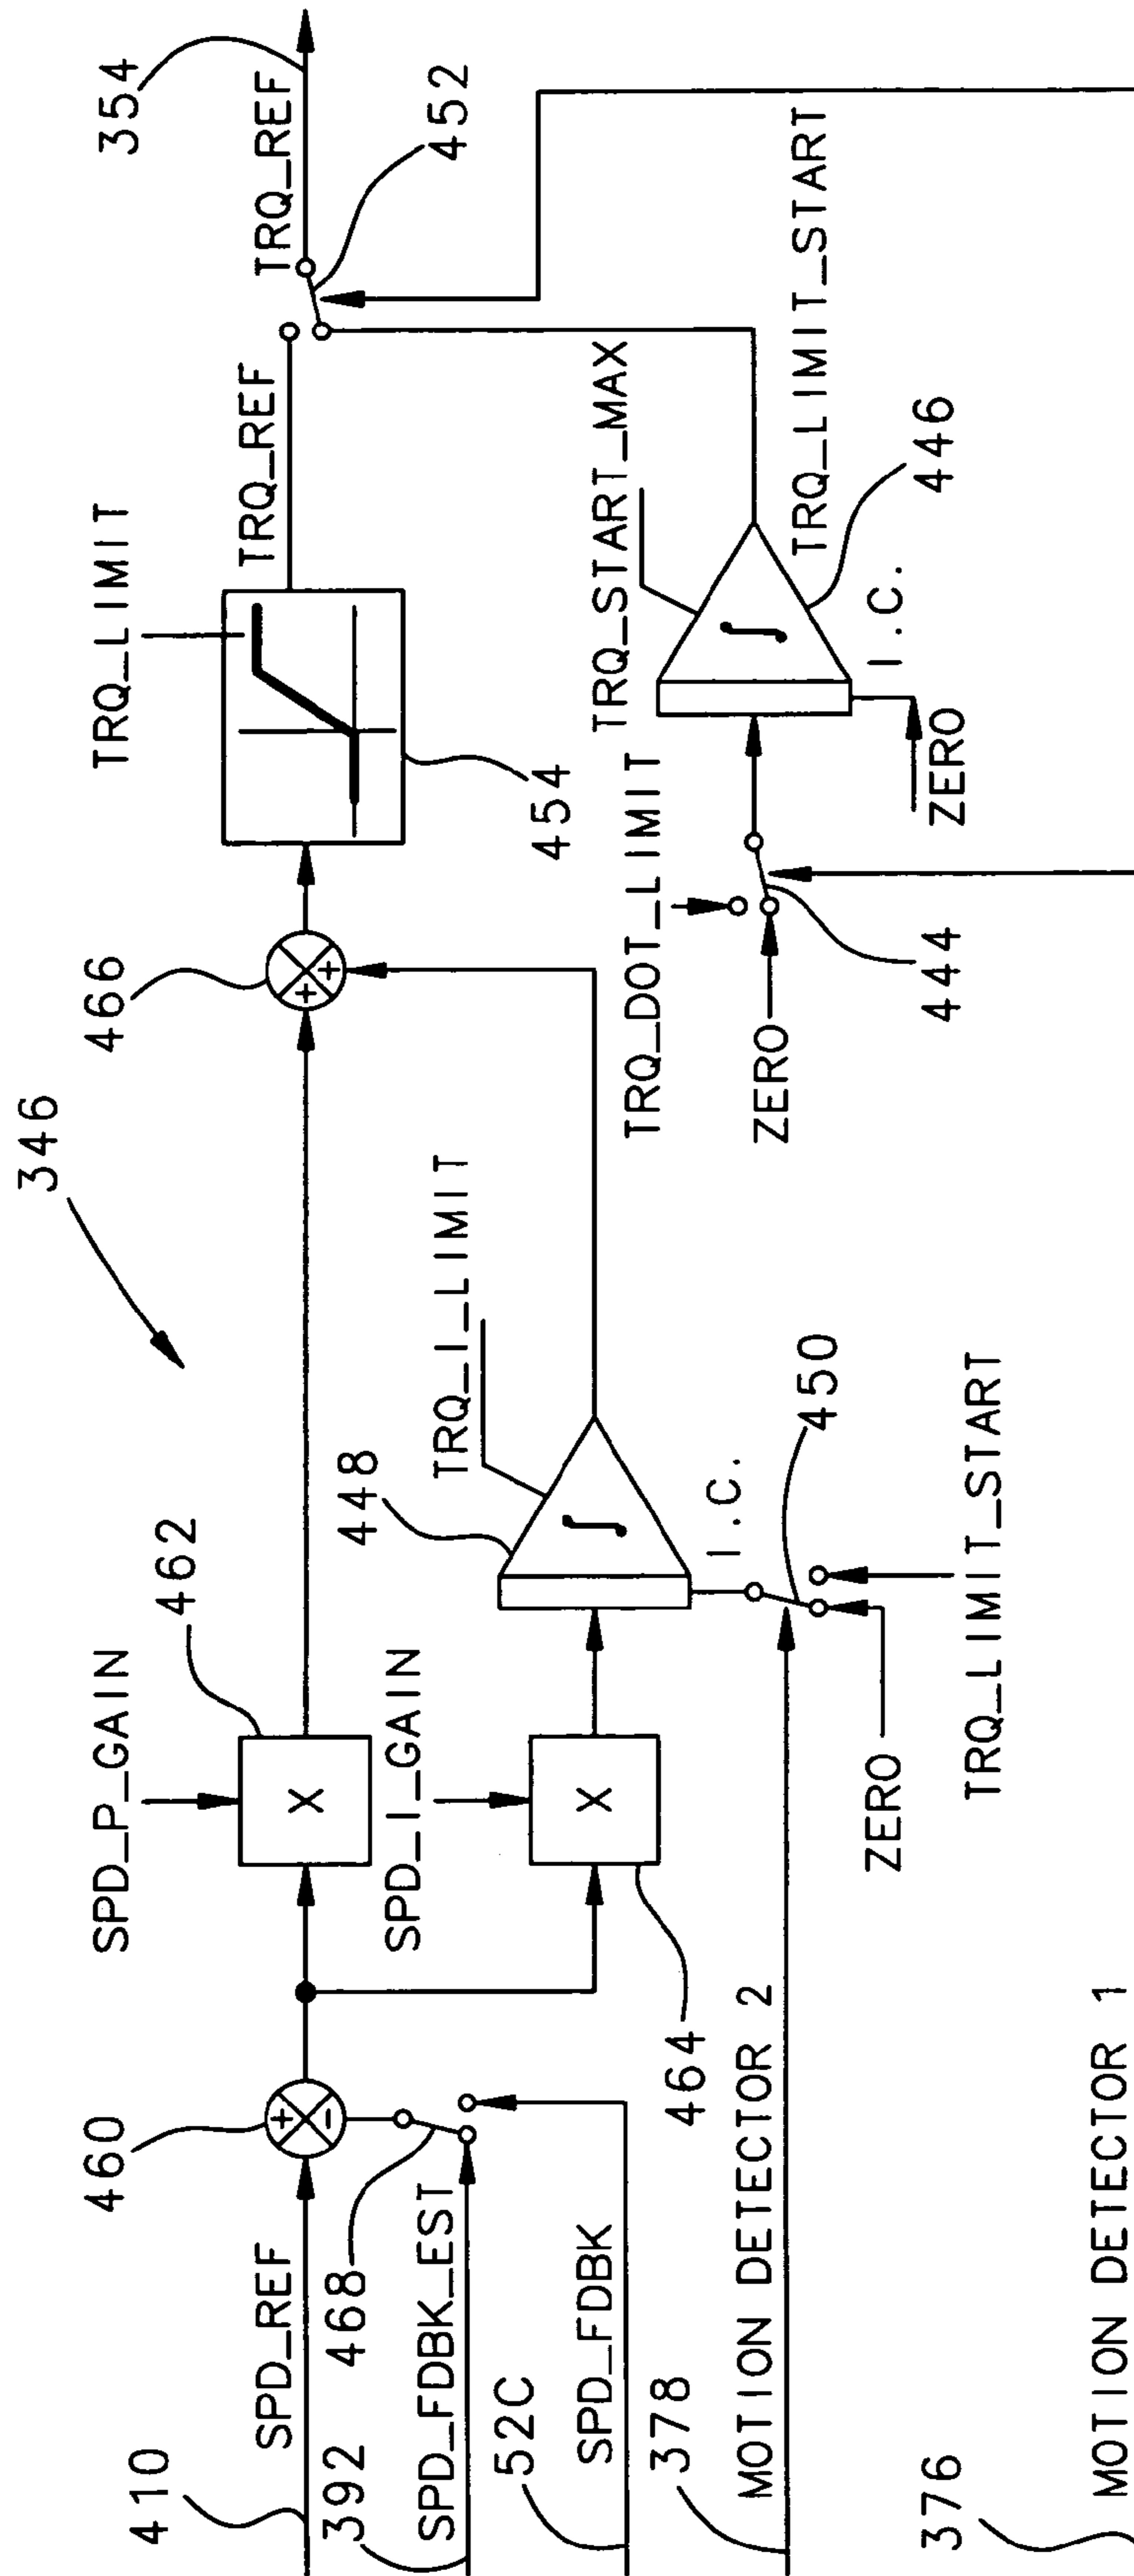 346
410
SPD_REF
460
SPD_P_GAIN
462
466
TRQ_LIMIT
454
TRQ_REF
TRQ_REF
354
452
392
SPD_FDBK_EST
468
SPD_I_GAIN
X
X
464
448
TRQ_I_LIMIT
I.C.
450
ZERO
TRQ_LIMIT_START
52C
SPD_FDBK
378
MOTION DETECTOR 2
376
MOTION DETECTOR 1
TRQ_DOT_LIMIT
ZERO
444
TRQ_START_MAX
TRQ_LIMIT_START
446
I.C.
ZERO
+
-
+
+
∫
∫